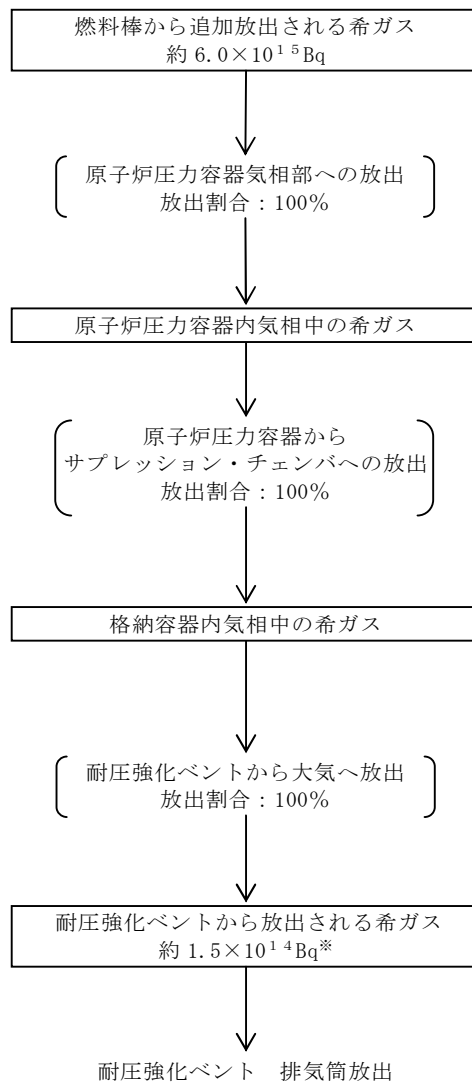 燃料棒から追加放出される希ガス
約 6.0×10¹⁵Bq
原子炉圧力容器気相部への放出
放出割合：100%
原子炉圧力容器内気相中の希ガス
原子炉圧力容器から
サプレッション・チェンバへの放出
放出割合：100%
格納容器内気相中の希ガス
耐圧強化ベントから大気へ放出
放出割合：100%
耐圧強化ベントから放出される希ガス
約 1.5×10¹⁴Bq※
耐圧強化ベント　排気筒放出